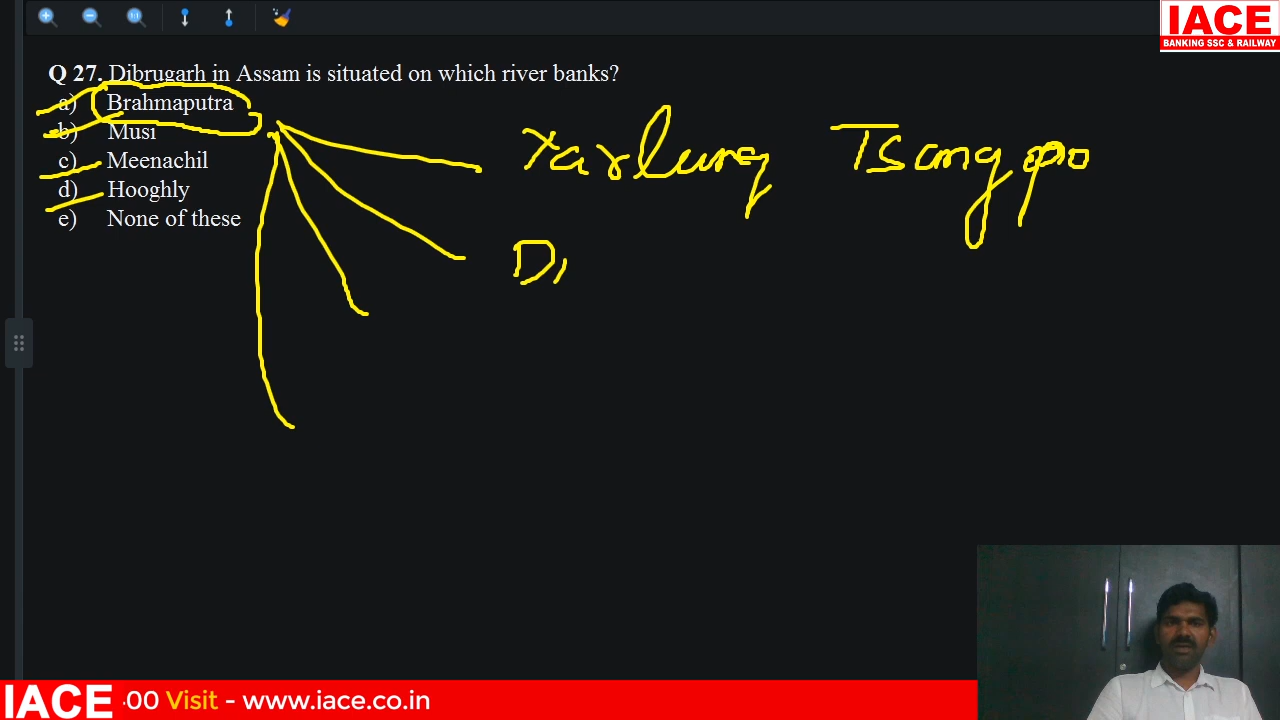 IACE
BANKING SSC & RAILWAY
Q 27. Dibrugarh in Assam is situated on which river banks?
a) Brahmaputra
b) Musi
c) Meenachil
d) Hooghly
e) None of these
Yarlung Tsangpo
IACE .00 Visit - www.iace.co.in